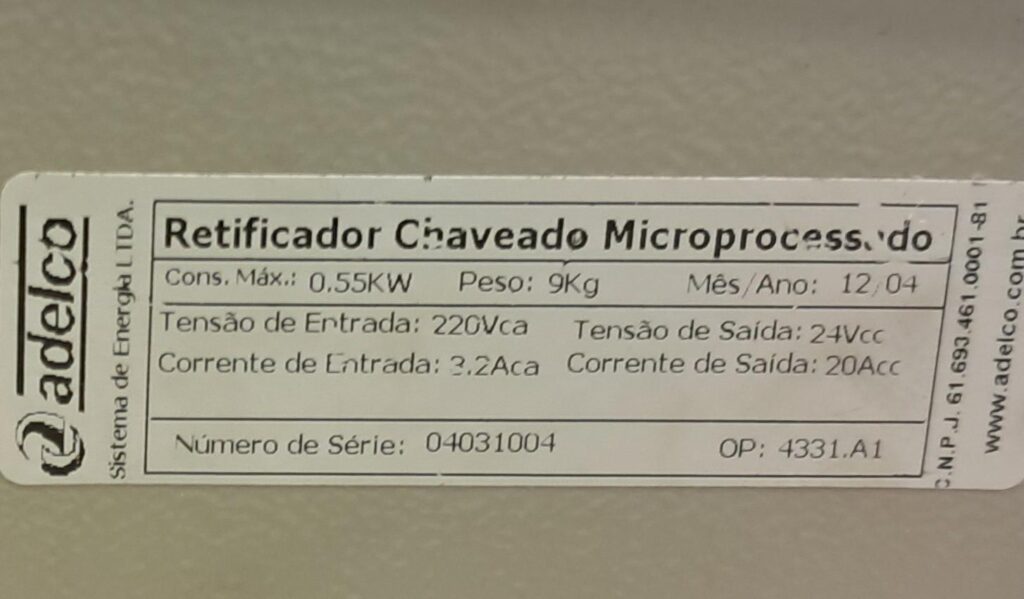 adelco
Sistema de Energia LTDA.
Retificador Chaveado Microprocessado
Cons. Máx.: 0.55KW Peso: 9Kg Mês/Ano: 12/04
Tensão de Entrada: 220Vca Tensão de Saída: 24Vcc
Corrente de Entrada: 3.2Aca Corrente de Saída: 20Acc
Número de Série: 04031004 OP: 4331.A1
C.N.P.J. 61.693.461.0001-81
www.adelco.com.br